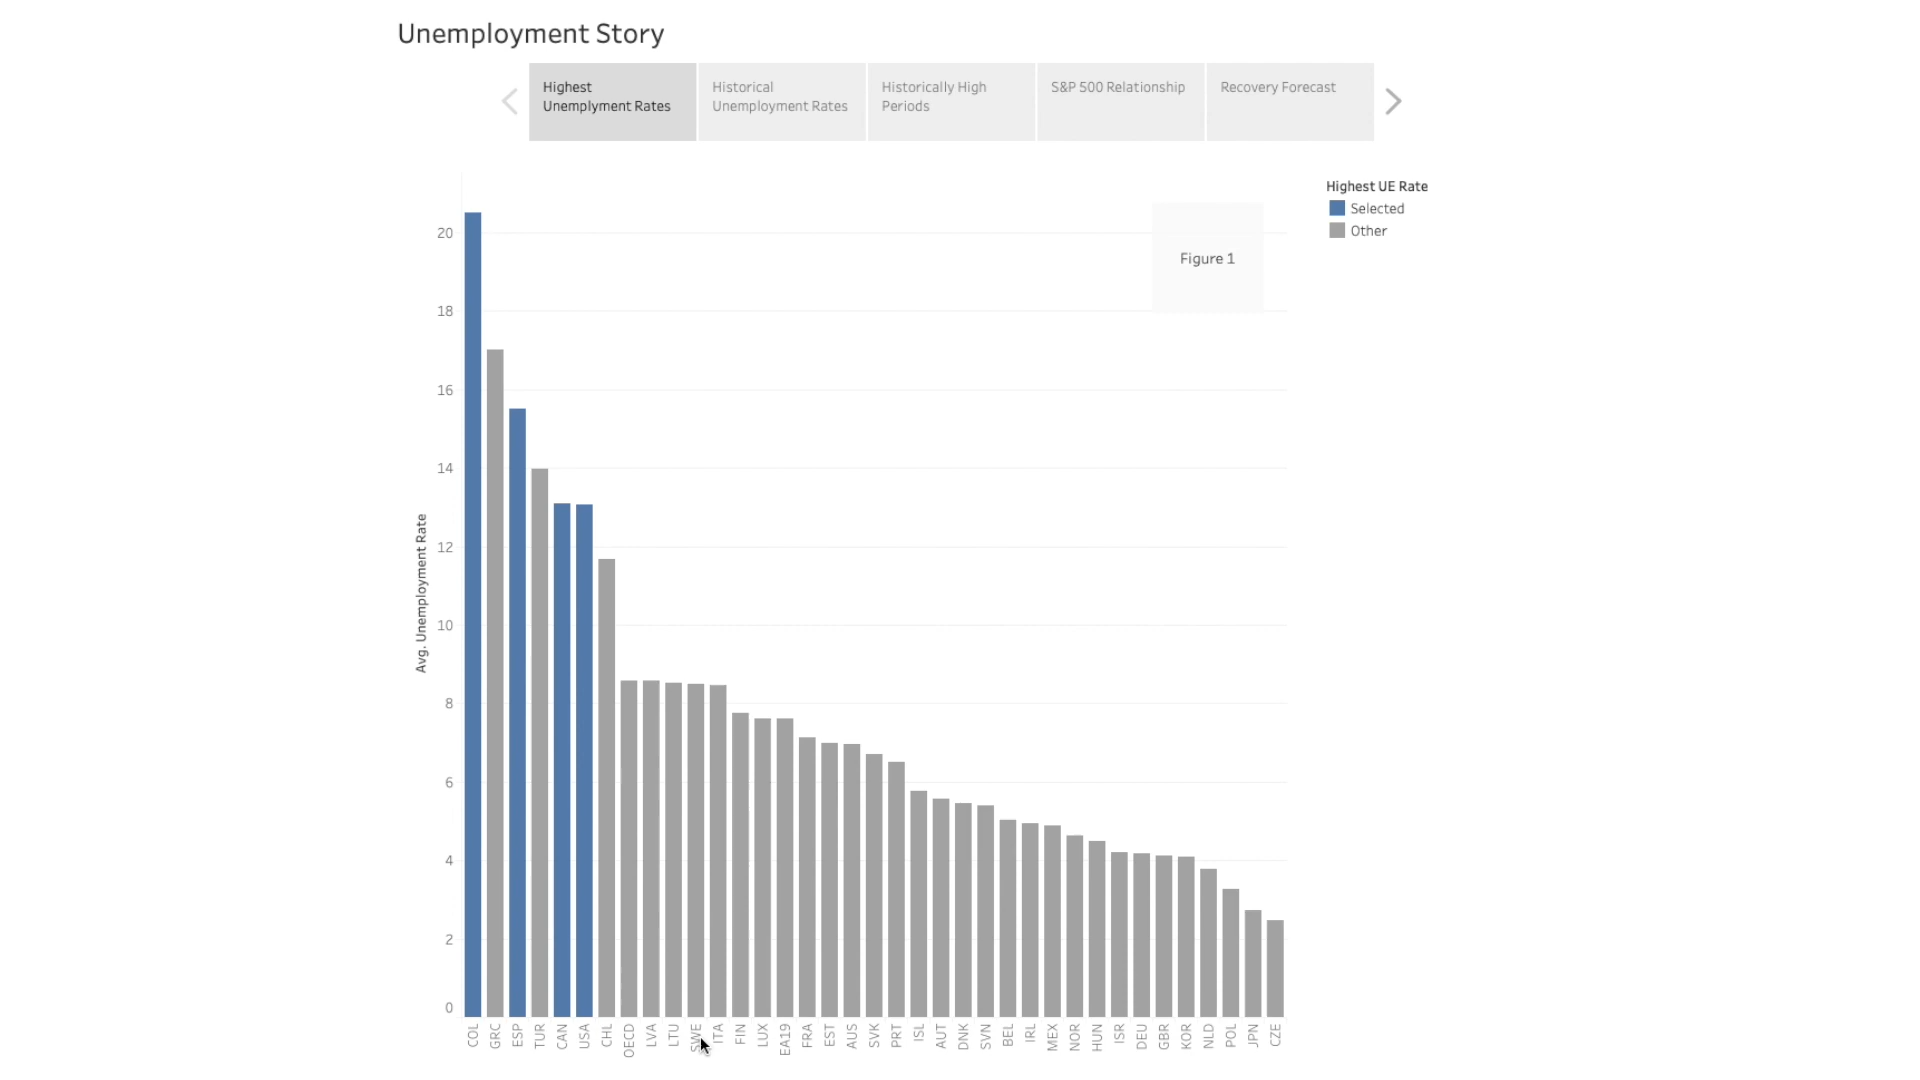 Unemployment Story
Highest
Unemplyment Rates
Historical
Unemployment Rates
Historically High
Periods
S&P 500 Relationship
Recovery Forecast
Highest UE Rate
Selected
Other
Figure 1
Avg. Unemployment Rate
20
18
16
14
12
10
8
6
4
2
0
COL
GRC
ESP
TUR
CAN
USA
CHL
OECD
LVA
LTU
SWE
ITA
FIN
LUX
EA19
FRA
EST
AUS
SVK
PRT
ISL
AUT
DNK
SVN
BEL
IRL
MEX
NOR
HUN
ISR
DEU
GBR
KOR
NLD
POL
JPN
CZE